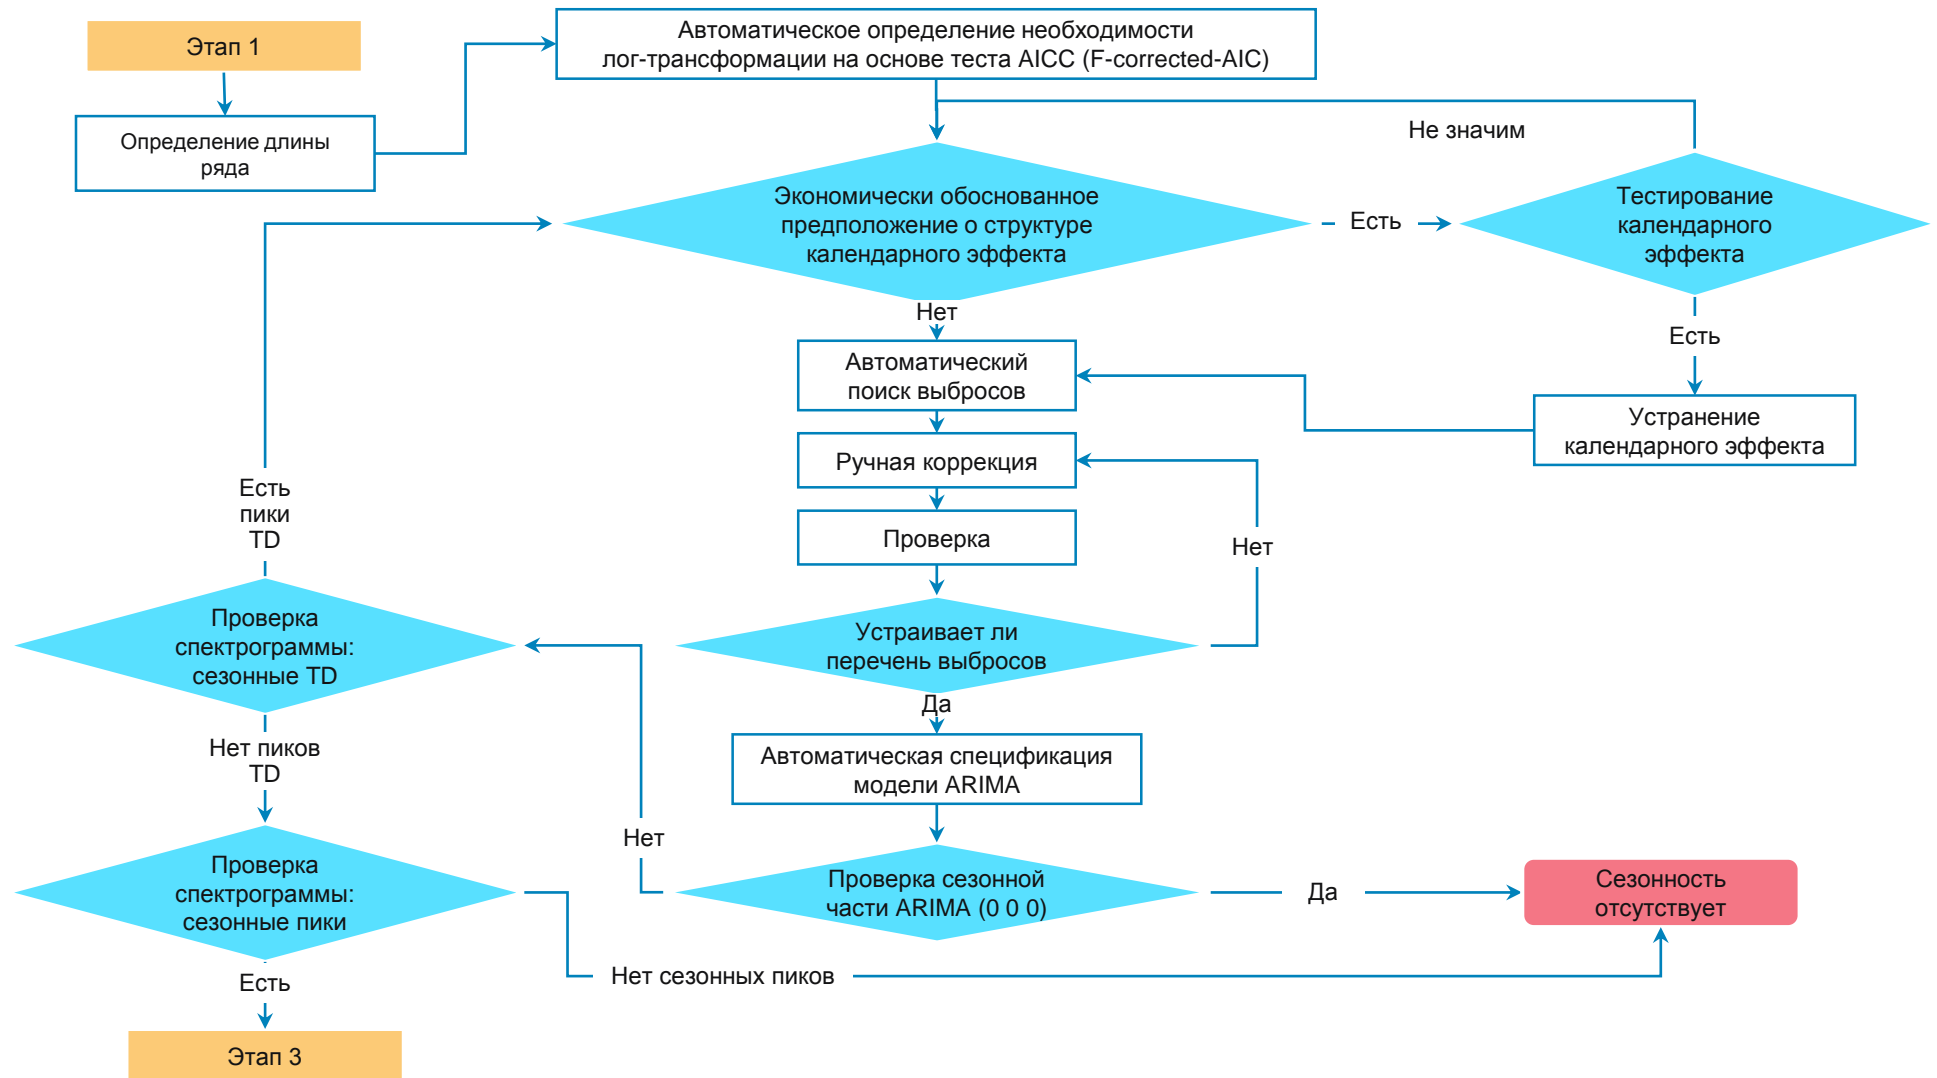 Этап 1
Автоматическое определение необходимости
лог-трансформации на основе теста AICC (F-corrected-AIC)
Определение длины
ряда
Не значим
Экономически обоснованное
предположение о структуре
календарного эффекта
Есть
Тестирование
календарного
эффекта
Нет
Есть
Автоматический
поиск выбросов
Устранение
календарного эффекта
Ручная коррекция
Есть
пики
TD
Проверка
Нет
Проверка
спектрограммы:
сезонные TD
Устраивает ли
перечень выбросов
Да
Нет пиков
TD
Автоматическая спецификация
модели ARIMA
Нет
Проверка
спектрограммы:
сезонные пики
Проверка сезонной
части ARIMA (0 0 0)
Да
Сезонность
отсутствует
Есть
Нет сезонных пиков
Этап 3